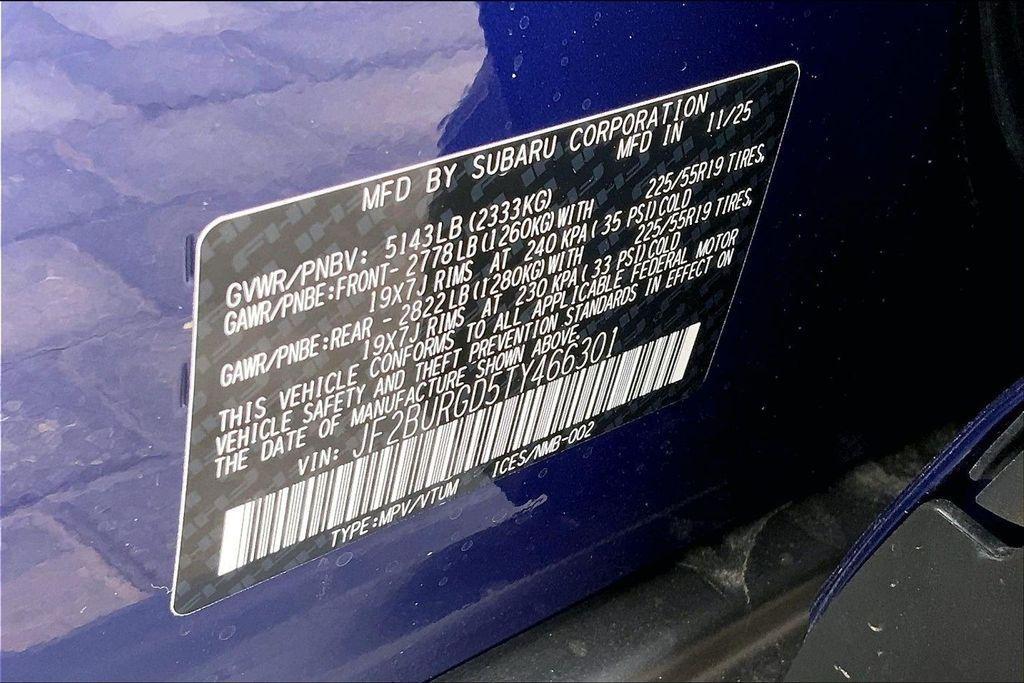 MFD BY SUBARU CORPORATION
MFD IN 11/25
GVWR/PNBV: 5143LB(2333KG)
GAWR/PNBE:FRONT- 2778LB(1260KG)WITH 225/55R19 TIRES,
19X7J RIMS AT 240 KPA( 35 PSI)COLD
GAWR/PNBE:REAR - 2822LB(1280KG)WITH 225/55R19 TIRES,
19X7J RIMS AT 230 KPA( 33 PSI)COLD
THIS VEHICLE CONFORMS TO ALL APPLICABLE FEDERAL MOTOR
VEHICLE SAFETY AND THEFT PREVENTION STANDARDS IN EFFECT ON
THE DATE OF MANUFACTURE SHOWN ABOVE.
VIN: JF2BURGD5TY466301
TYPE:MPV/VTUM ICES/NMB-002